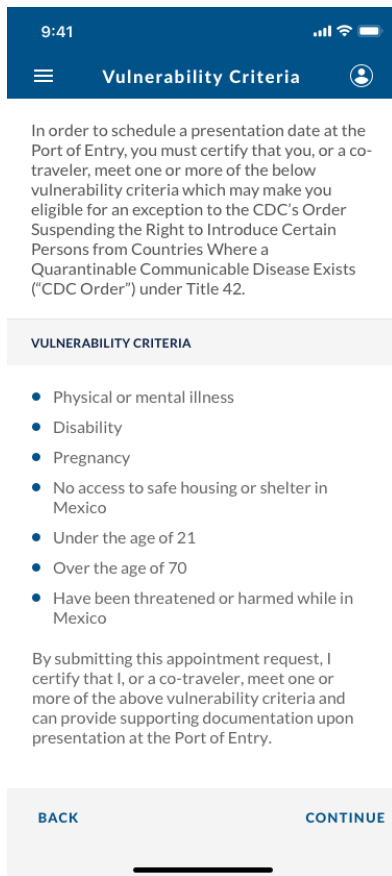 9:41
Vulnerability Criteria
In order to schedule a presentation date at the
Port of Entry, you must certify that you, or a co-
traveler, meet one or more of the below
vulnerability criteria which may make you
eligible for an exception to the CDC's Order
Suspending the Right to Introduce Certain
Persons from Countries Where a
Quarantinable Communicable Disease Exists
(“CDC Order”) under Title 42.
VULNERABILITY CRITERIA
Physical or mental illness
Disability
Pregnancy
No access to safe housing or shelter in
Mexico
Under the age of 21
Over the age of 70
Have been threatened or harmed while in
Mexico
By submitting this appointment request, I
certify that I, or a co-traveler, meet one or
more of the above vulnerability criteria and
can provide supporting documentation upon
presentation at the Port of Entry.
BACK CONTINUE